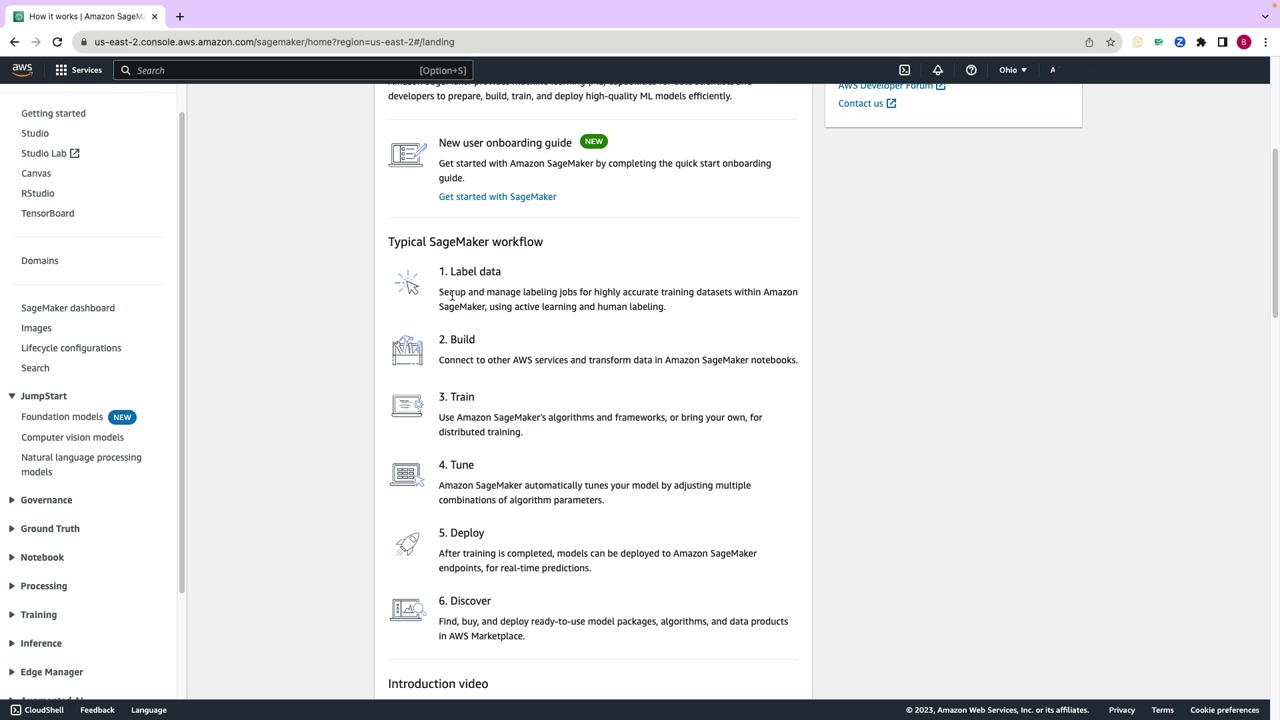 How it works | Amazon SageM
us-east-2.console.aws.amazon.com/sagemaker/home?region=us-east-2#/landing
B
aws
Services
Search
[Option+S]
Ohio
A
Getting started
Studio
Studio Lab
Canvas
RStudio
TensorBoard
Domains
SageMaker dashboard
Images
Lifecycle configurations
Search
JumpStart
Foundation models NEW
Computer vision models
Natural language processing
models
Governance
Ground Truth
Notebook
Processing
Training
Inference
Edge Manager
developers to prepare, build, train, and deploy high-quality ML models efficiently.
New user onboarding guide NEW
Get started with Amazon SageMaker by completing the quick start onboarding
guide.
Get started with SageMaker
Typical SageMaker workflow
1. Label data
Set up and manage labeling jobs for highly accurate training datasets within Amazon
SageMaker, using active learning and human labeling.
2. Build
Connect to other AWS services and transform data in Amazon SageMaker notebooks.
3. Train
Use Amazon SageMaker's algorithms and frameworks, or bring your own, for
distributed training.
4. Tune
Amazon SageMaker automatically tunes your model by adjusting multiple
combinations of algorithm parameters.
5. Deploy
After training is completed, models can be deployed to Amazon SageMaker
endpoints, for real-time predictions.
6. Discover
Find, buy, and deploy ready-to-use model packages, algorithms, and data products
in AWS Marketplace.
Introduction video
AWS Developer Forum
Contact us
CloudShell
Feedback
Language
© 2023, Amazon Web Services, Inc. or its affiliates.
Privacy
Terms
Cookie preferences